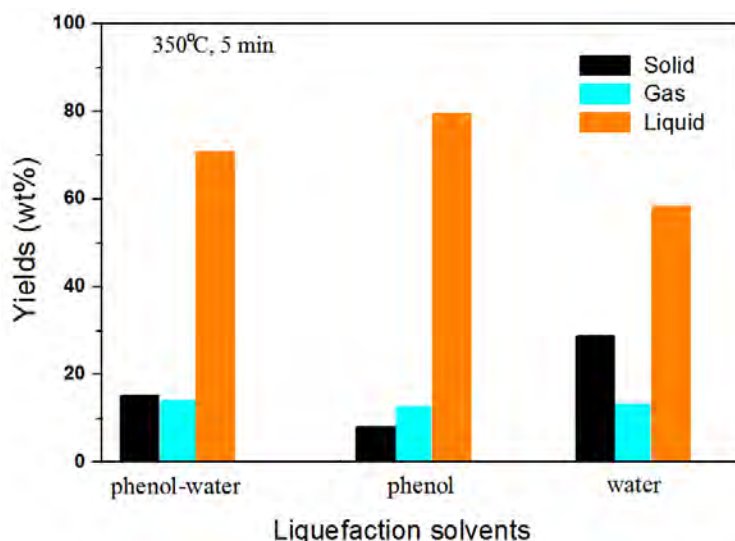 100
80
60
40
20
0
Yields (wt%)
350°C, 5 min
Solid
Gas
Liquid
phenol-water
phenol
water
Liquefaction solvents